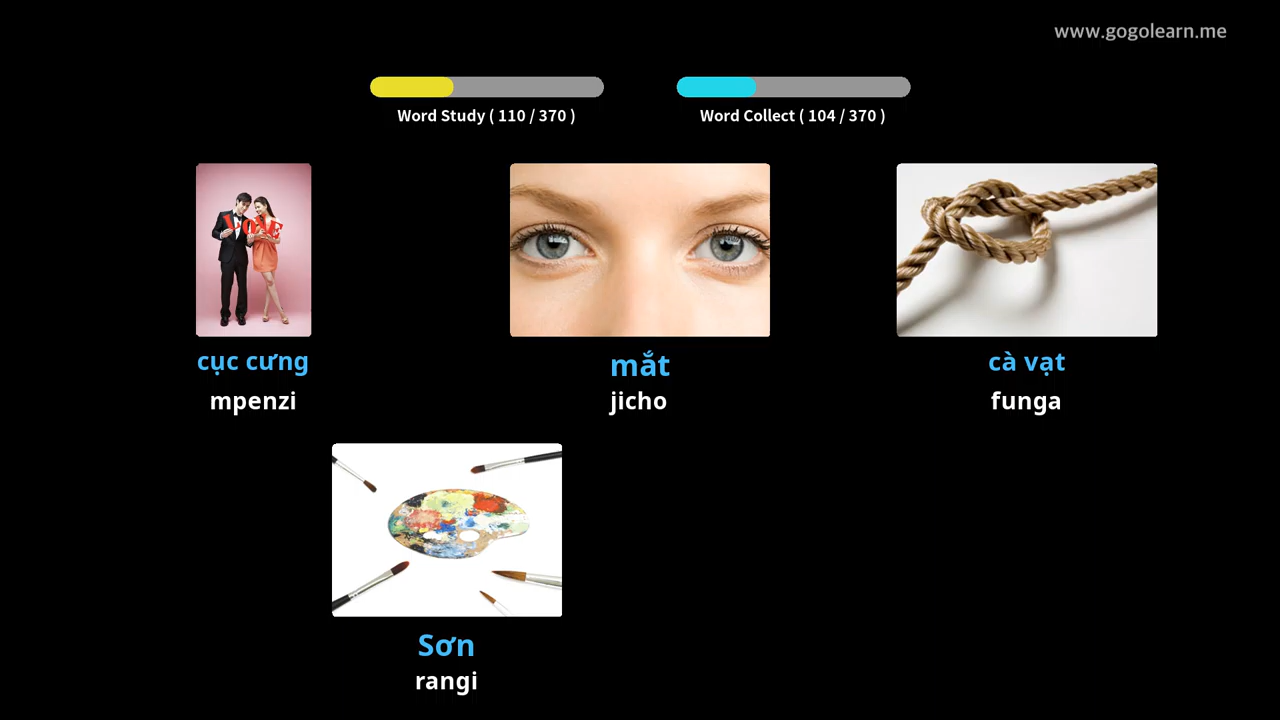 www.gogolearn.me
Word Study ( 110 / 370 )
Word Collect ( 104 / 370 )
LOVE
cục cưng
mpenzi
mắt
jicho
cà vạt
funga
Sơn
rangi